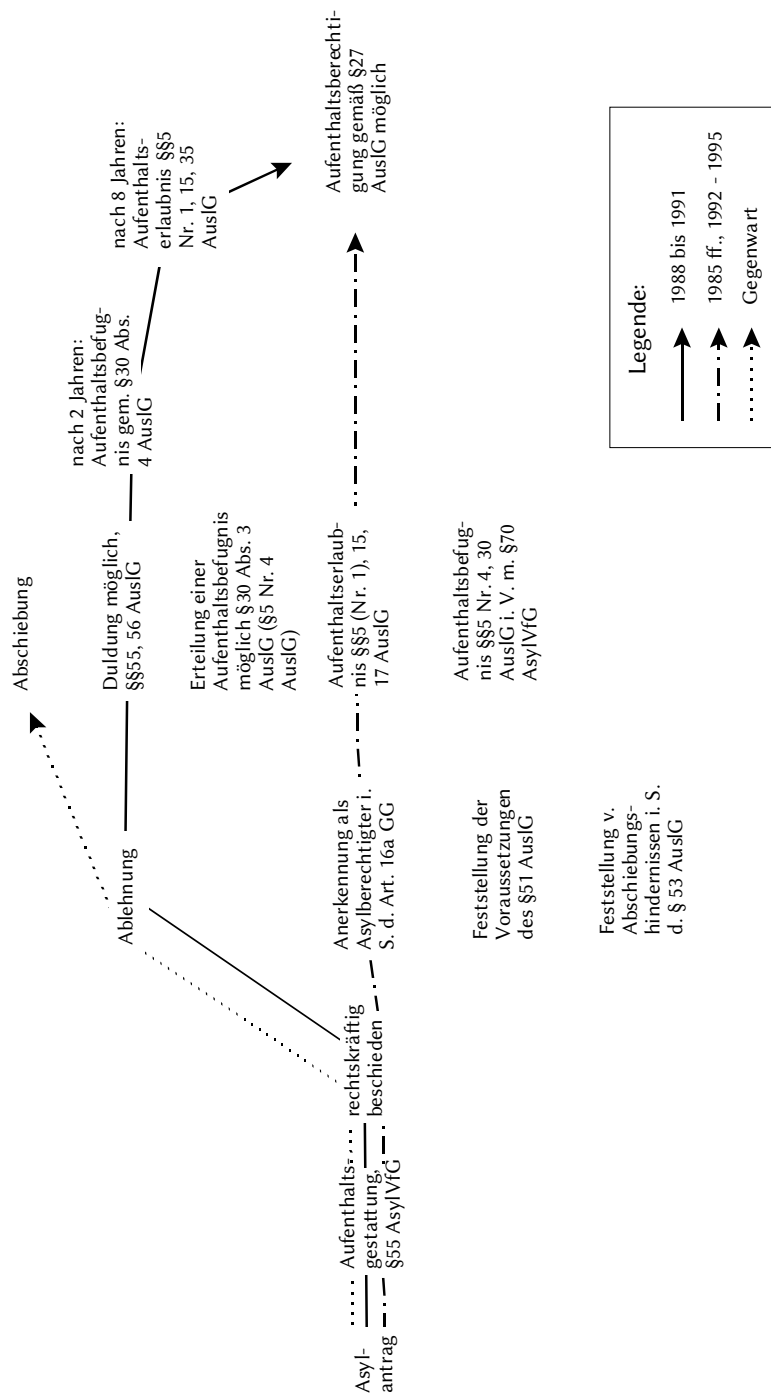 Asyl-
antrag
Aufenthalts-
gestattung,
§55 AsylVfG
rechtskräftig
beschieden
Ablehnung
Anerkennung als
Asylberechtigter i.
S. d. Art. 16a GG
Feststellung der
Voraussetzungen
des §51 AuslG
Feststellung v.
Abschiebungs-
hindernissen i. S.
d. § 53 AuslG
Abschiebung
Duldung möglich,
§§55, 56 AuslG
Erteilung einer
Aufenthaltsbefugnis
möglich §30 Abs. 3
AuslG (§5 Nr. 4
AuslG)
Aufenthaltserlaub-
nis §§5 (Nr. 1), 15,
17 AuslG
Aufenthaltsbefug-
nis §§5 Nr. 4, 30
AuslG i. V. m. §70
AsylVfG
nach 2 Jahren:
Aufenthaltsbefug-
nis gem. §30 Abs.
4 AuslG
nach 8 Jahren:
Aufenthalts-
erlaubnis §§5
Nr. 1, 15, 35
AuslG
Aufenthaltsberechti-
gung gemäß §27
AuslG möglich
Legende:
1988 bis 1991
1985 ff., 1992 - 1995
Gegenwart